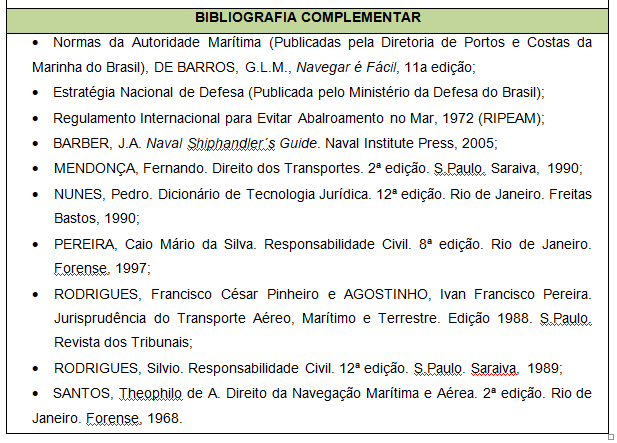 BIBLIOGRAFIA COMPLEMENTAR
• Normas da Autoridade Marítima (Publicadas pela Diretoria de Portos e Costas da
Marinha do Brasil), DE BARROS, G.L.M., Navegar é Fácil, 11a edição;
• Estratégia Nacional de Defesa (Publicada pelo Ministério da Defesa do Brasil);
• Regulamento Internacional para Evitar Abalroamento no Mar, 1972 (RIPEAM);
• BARBER, J.A. Naval Shiphandler´s Guide. Naval Institute Press, 2005;
• MENDONÇA, Fernando. Direito dos Transportes. 2ª edição. S.Paulo. Saraiva, 1990;
• NUNES, Pedro. Dicionário de Tecnologia Jurídica. 12ª edição. Rio de Janeiro. Freitas
Bastos, 1990;
• PEREIRA, Caio Mário da Silva. Responsabilidade Civil. 8ª edição. Rio de Janeiro.
Forense, 1997;
• RODRIGUES, Francisco César Pinheiro e AGOSTINHO, Ivan Francisco Pereira.
Jurisprudência do Transporte Aéreo, Marítimo e Terrestre. Edição 1988. S.Paulo.
Revista dos Tribunais;
• RODRIGUES, Silvio. Responsabilidade Civil. 12ª edição. S.Paulo. Saraiva, 1989;
• SANTOS, Theophilo de A. Direito da Navegação Marítima e Aérea. 2ª edição. Rio de
Janeiro. Forense, 1968.